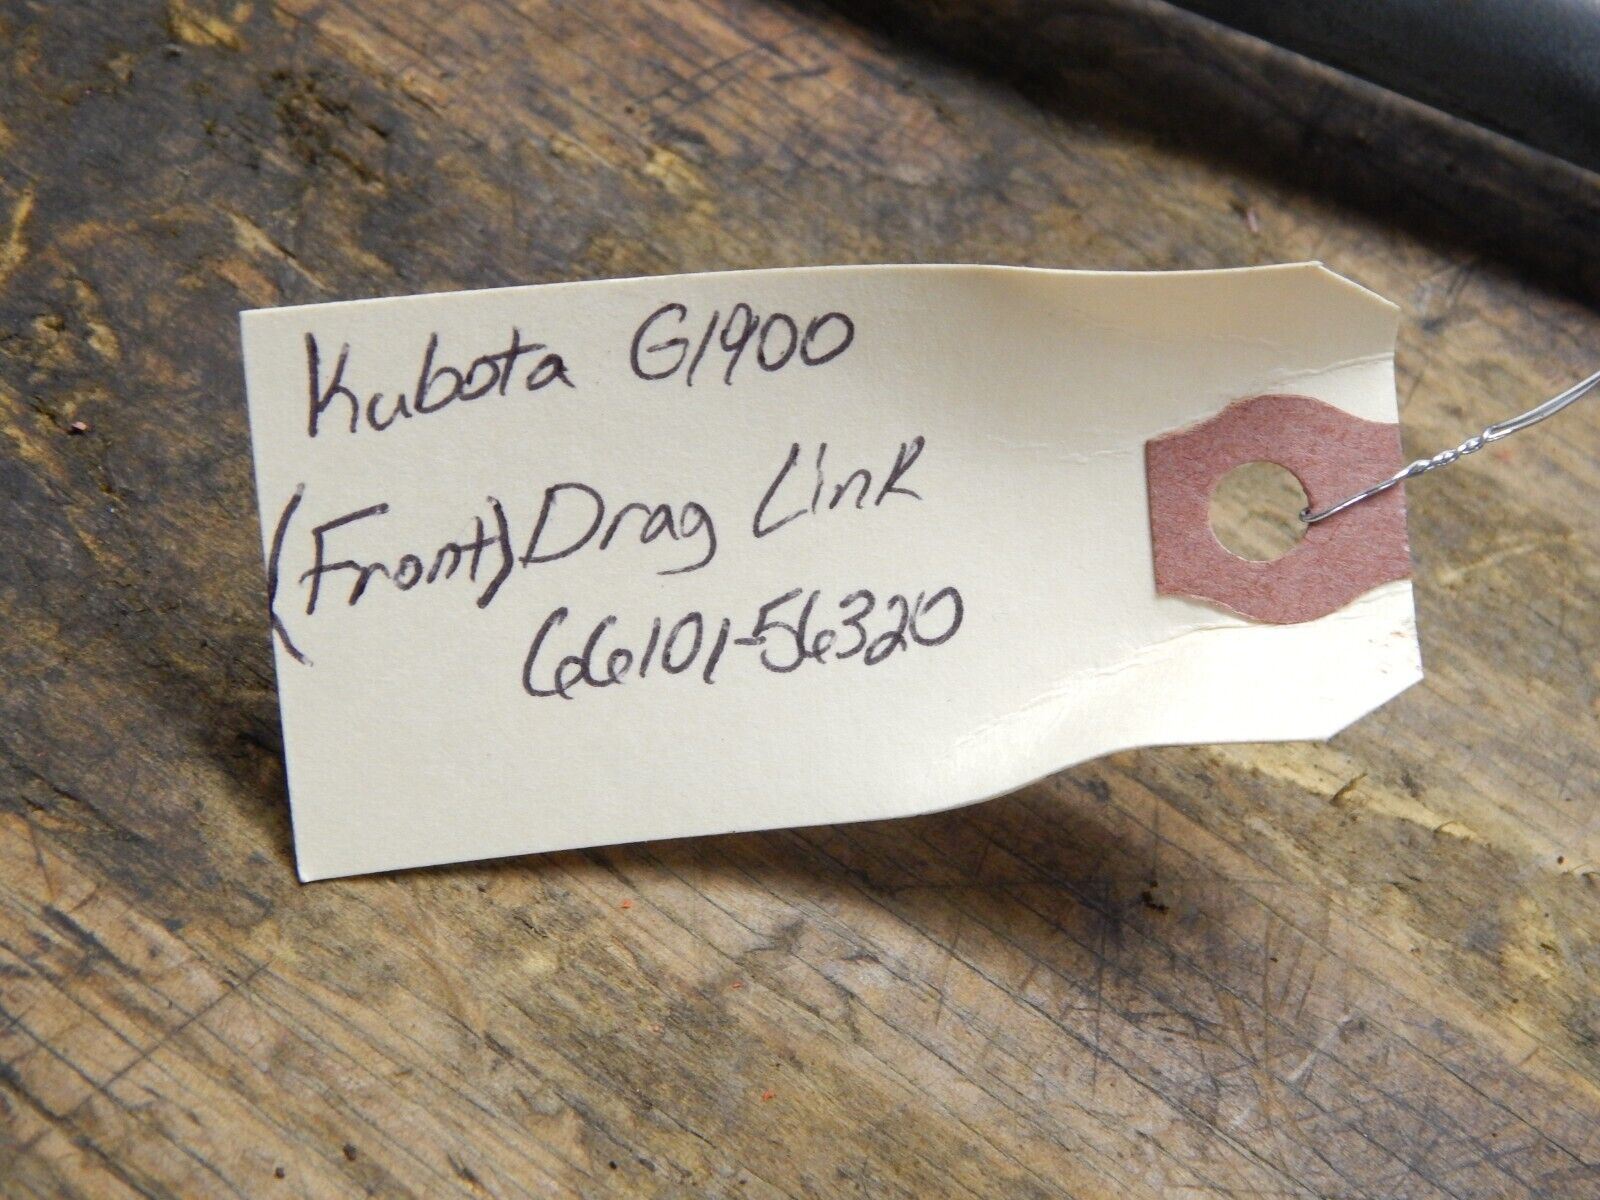 Kubota G1900
(Front) Drag Link
66101-56320